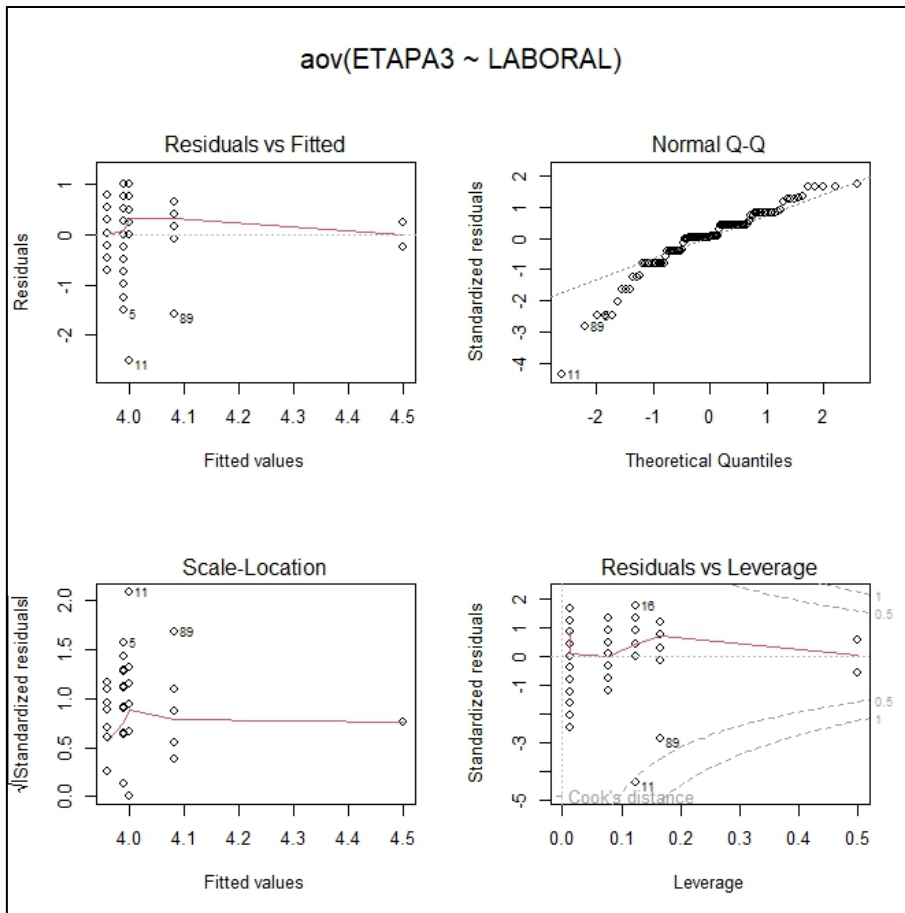 aov(ETAPA3 ~ LABORAL)
Residuals vs Fitted
Residuals
1
0
-1
-2
5
89
11
4.0 4.1 4.2 4.3 4.4 4.5
Fitted values
Normal Q-Q
Standardized residuals
2
1
0
-1
-2
-3
-4
89
11
-2 -1 0 1 2
Theoretical Quantiles
Scale-Location
√|Standardized residuals|
2.0
1.5
1.0
0.5
0.0
11
5
89
4.0 4.1 4.2 4.3 4.4 4.5
Fitted values
Residuals vs Leverage
Standardized residuals
2
1
0
-1
-3
-5
16
89
11
1
0.5
0.5
1
Cook's distance
0.0 0.1 0.2 0.3 0.4 0.5
Leverage